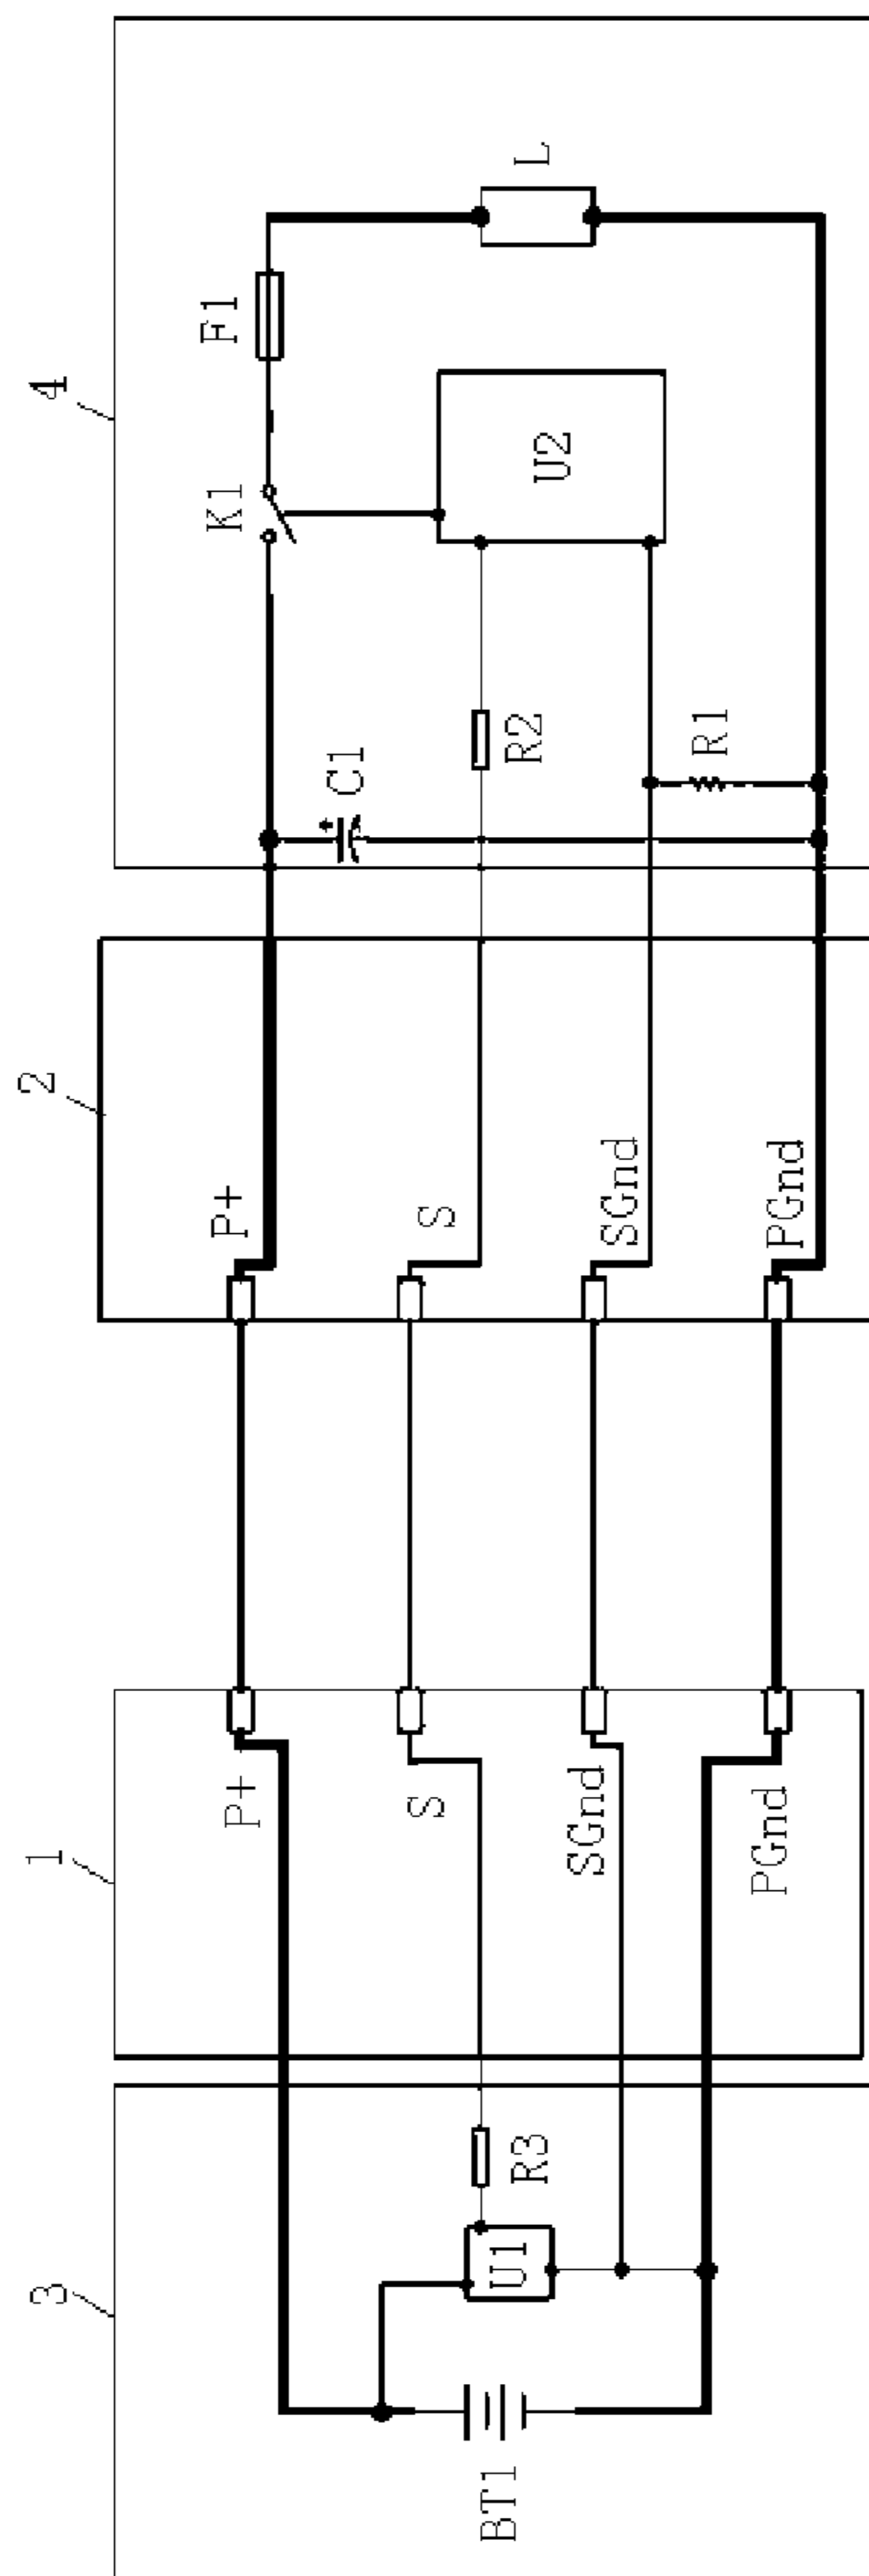 4
L
F1
K1
U2
C1
R2
R1
2
P+
S
SGnd
PGnd
1
P+
S
SGnd
PGnd
3
R3
U1
BT1